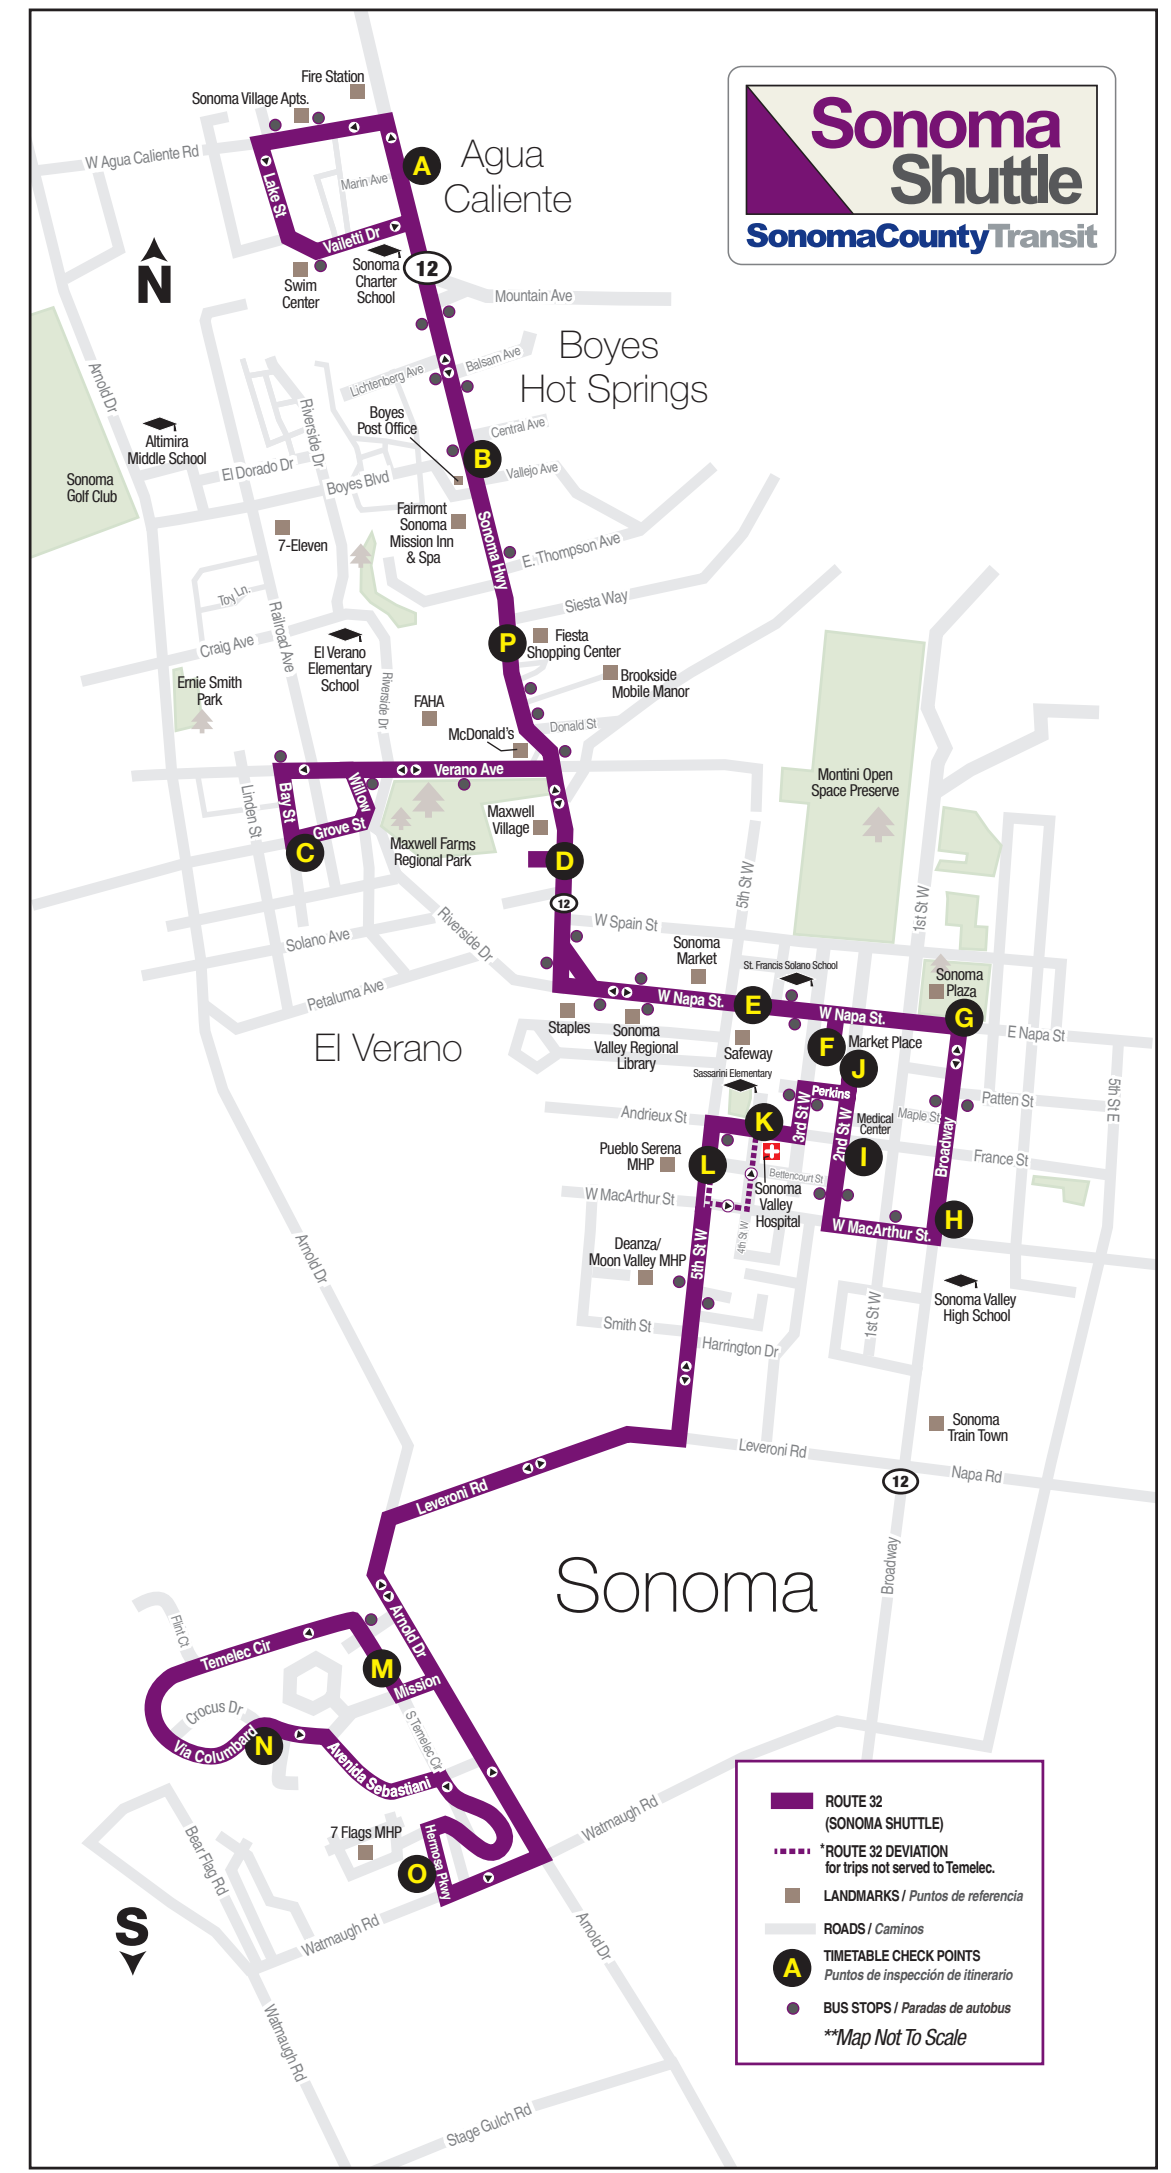 Sonoma
Shuttle
SonomaCountyTransit
Fire Station
Sonoma Village Apts.
W Agua Caliente Rd
Lake St
Marin Ave
A
Agua
Caliente
Vailetti Dr
N
Swim
Center
Sonoma
Charter
School
12
Mountain Ave
Boyes
Hot Springs
Arnold Dr
Lichtenberg Ave
Balsam Ave
Riverside Dr
Boyes
Post Office
Central Ave
Altimira
Middle School
B
Vallejo Ave
El Dorado Dr
Boyes Blvd
Sonoma
Golf Club
Fairmont
Sonoma
Mission Inn
& Spa
Sonoma Hwy
7-Eleven
E. Thompson Ave
Toy Ln.
Siesta Way
Railroad Ave
Craig Ave
P
Fiesta
Shopping Center
El Verano
Elementary
School
Riverside Dr
Brookside
Mobile Manor
Ernie Smith
Park
FAHA
McDonald's
Donald St
Verano Ave
Willow
Bay St
Linden St
Grove St
C
Maxwell
Village
Maxwell Farms
Regional Park
D
Montini Open
Space Preserve
12
5th St W
1st St W
W Spain St
Riverside Dr
Solano Ave
Sonoma
Market
St. Francis Solano School
Sonoma
Plaza
Petaluma Ave
W Napa St.
E
W Napa St.
G
Staples
Sonoma
Valley Regional
Library
Safeway
F
Market Place
E Napa St
El Verano
J
Sassarini Elementary
Perkins
Patten St
5th St E
Andrieux St
K
3rd St W
2nd St W
Medical
Center
Maple St
Broadway
France St
Pueblo Serena
MHP
L
I
Bettencourt St
W MacArthur St
Sonoma
Valley
Hospital
4th St W
H
W MacArthur St.
Deanza/
Moon Valley MHP
5th St W
Arnold Dr
Sonoma Valley
High School
1st St W
Smith St
Harrington Dr
Sonoma
Train Town
Leveroni Rd
Napa Rd
12
Leveroni Rd
Broadway
Sonoma
Flint Ct
Arnold Dr
Temelec Cir
M
Mission
Crocus Dr
S Temelec Cir
Via Columbard
N
Avenida Sebastiani
7 Flags MHP
Hermosa Pkwy
O
Bear Flag Rd
Watmaugh Rd
Watmaugh Rd
Arnold Dr
S
Watmaugh Rd
Stage Gulch Rd
ROUTE 32
(SONOMA SHUTTLE)
*ROUTE 32 DEVIATION
for trips not served to Temelec.
LANDMARKS / Puntos de referencia
ROADS / Caminos
A
TIMETABLE CHECK POINTS
Puntos de inspección de itinerario
BUS STOPS / Paradas de autobus
**Map Not To Scale